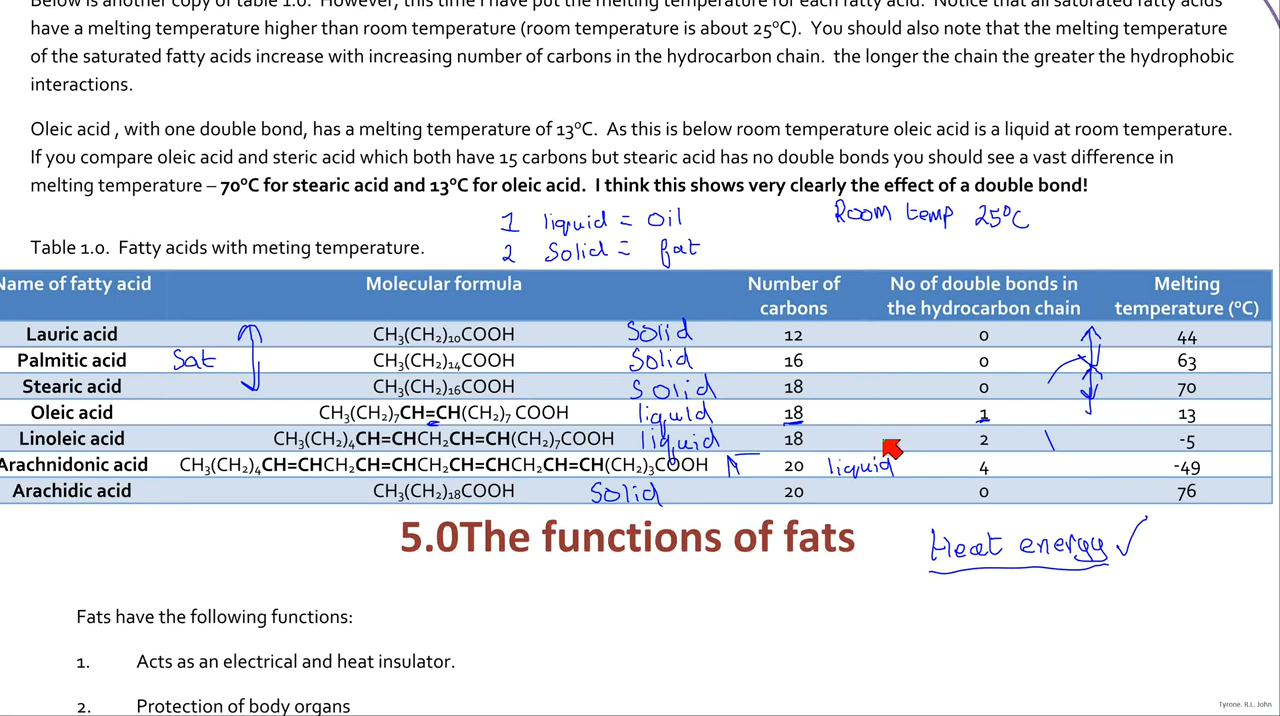 Below is another copy of table 1.0. However, this time I have put the melting temperature for each fatty acid. Notice that all saturated fatty acids
have a melting temperature higher than room temperature (room temperature is about 25⁰C). You should also note that the melting temperature
of the saturated fatty acids increase with increasing number of carbons in the hydrocarbon chain. the longer the chain the greater the hydrophobic
interactions.
Oleic acid , with one double bond, has a melting temperature of 13⁰C. As this is below room temperature oleic acid is a liquid at room temperature.
If you compare oleic acid and steric acid which both have 15 carbons but stearic acid has no double bonds you should see a vast difference in
melting temperature – 70⁰C for stearic acid and 13⁰C for oleic acid. I think this shows very clearly the effect of a double bond!
1 liquid = Oil Room temp 25⁰C
2 Solid = fat
Table 1.0. Fatty acids with meting temperature.
Name of fatty acid Molecular formula Number of carbons No of double bonds in the hydrocarbon chain Melting temperature (⁰C)
Lauric acid CH₃(CH₂)₁₀COOH Solid 12 0 44
Palmitic acid Sat CH₃(CH₂)₁₄COOH Solid 16 0 63
Stearic acid CH₃(CH₂)₁₆COOH Solid 18 0 70
Oleic acid CH₃(CH₂)₇CH=CH(CH₂)₇ COOH liquid 18 1 13
Linoleic acid CH₃(CH₂)₄CH=CHCH₂CH=CH(CH₂)₇COOH liquid 18 2 -5
Arachnidonic acid CH₃(CH₂)₄CH=CHCH₂CH=CHCH₂CH=CHCH₂CH=CH(CH₂)₃COOH 20 liquid 4 -49
Arachidic acid CH₃(CH₂)₁₈COOH Solid 20 0 76
5.0The functions of fats
Heat energy ✓
Fats have the following functions:
1. Acts as an electrical and heat insulator.
2. Protection of body organs
Tyrone. R.L. John